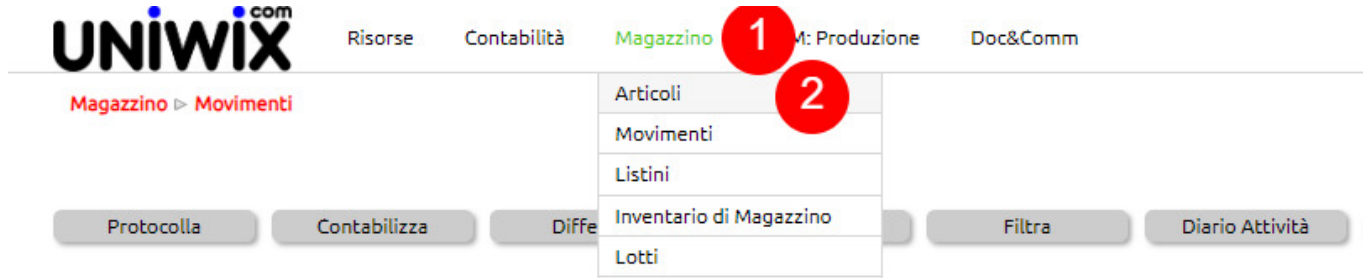 UNiWiX.com
Risorse Contabilità Magazzino 1 M: Produzione Doc&Comm
Magazzino ▷ Movimenti
Articoli 2
Movimenti
Listini
Inventario di Magazzino
Lotti
Protocolla Contabilizza Diffe Filtra Diario Attività